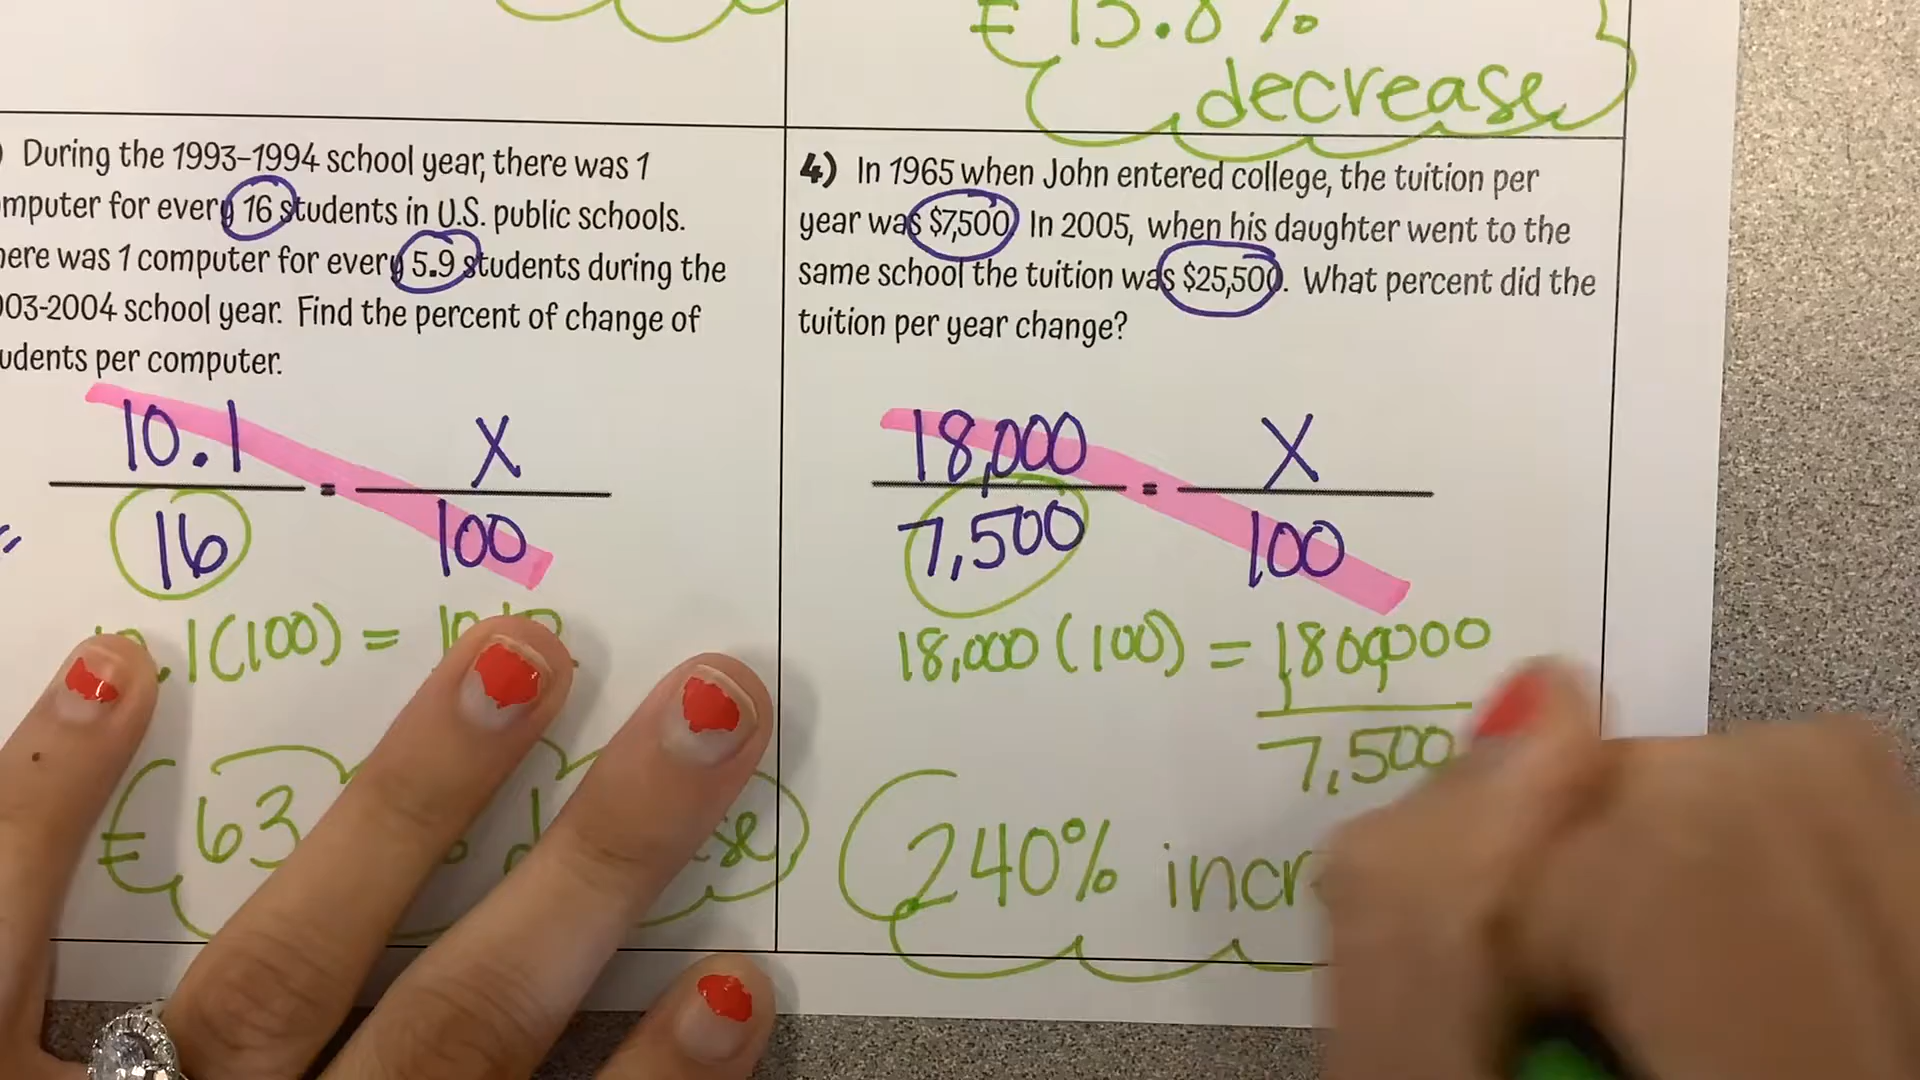 € 13.8%
decrease
) During the 1993-1994 school year, there was 1
mputer for every 16 students in U.S. public schools.
ere was 1 computer for every 5.9 students during the
03-2004 school year. Find the percent of change of
udents per computer.
10.1 = X
16 100
.1(100) =
€ 63
4) In 1965 when John entered college, the tuition per
year was $7,500. In 2005, when his daughter went to the
same school the tuition was $25,500. What percent did the
tuition per year change?
18,000 = X
7,500 100
18,000 (100) = 1800,000
7,500
240% incr